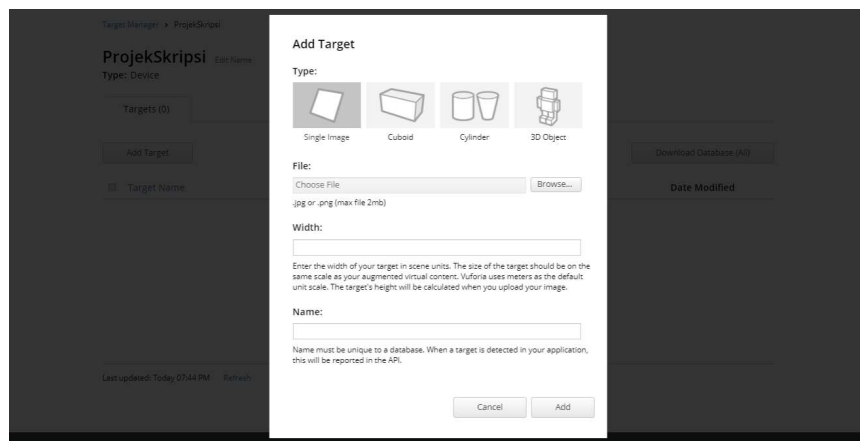 Target Manager > ProjekSkripsi
ProjekSkripsi Edit Name
Type: Device
Targets (0)
Add Target
Download Database (All)
Target Name
Date Modified
Last updated: Today 07:44 PM Refresh
Add Target
Type:
Single Image Cuboid Cylinder 3D Object
File:
Choose File Browse...
.jpg or .png (max file 2mb)
Width:
Enter the width of your target in scene units. The size of the target should be on the
same scale as your augmented virtual content. Vuforia uses meters as the default
unit scale. The target's height will be calculated when you upload your image.
Name:
Name must be unique to a database. When a target is detected in your application,
this will be reported in the API.
Cancel Add